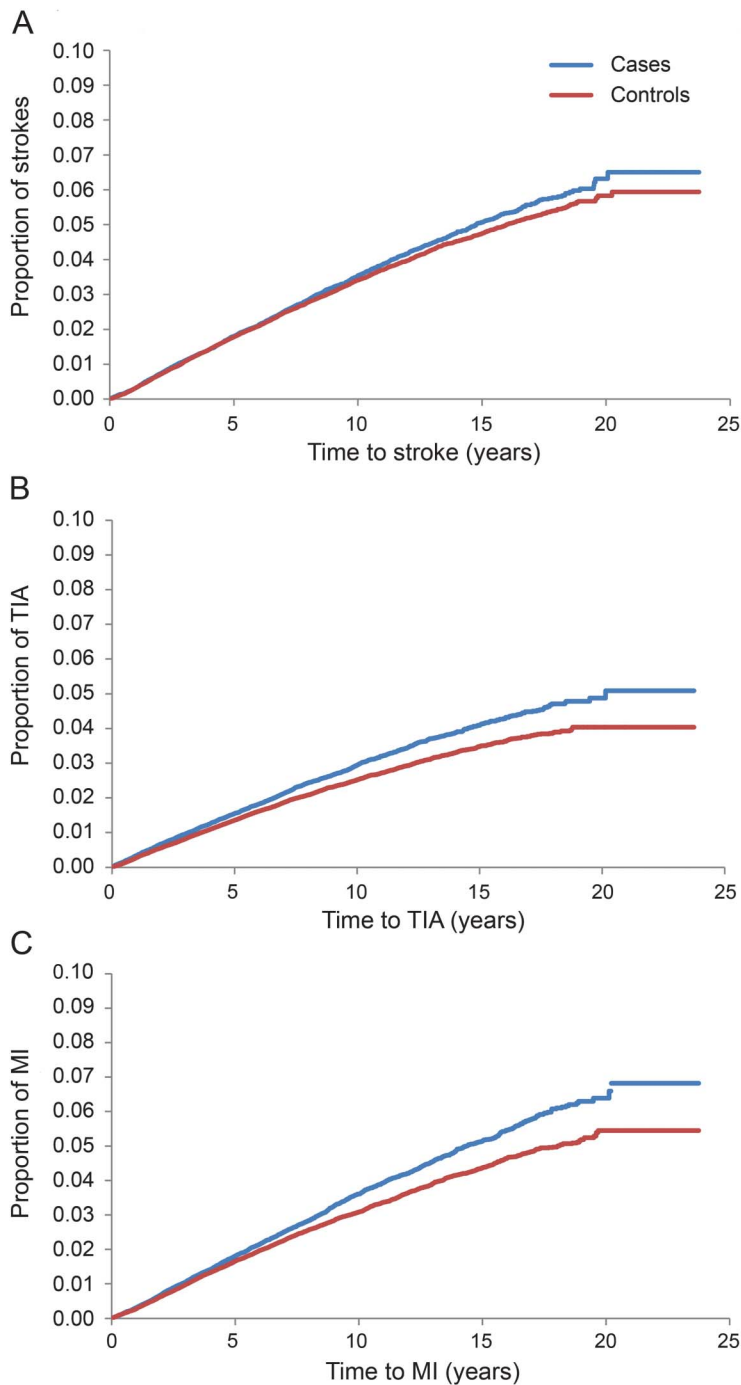 A
0.10
0.09
0.08
0.07
0.06
0.05
0.04
0.03
0.02
0.01
0.00
Proportion of strokes
Cases
Controls
0 5 10 15 20 25
Time to stroke (years)
B
0.10
0.09
0.08
0.07
0.06
0.05
0.04
0.03
0.02
0.01
0.00
Proportion of TIA
0 5 10 15 20 25
Time to TIA (years)
C
0.10
0.09
0.08
0.07
0.06
0.05
0.04
0.03
0.02
0.01
0.00
Proportion of MI
0 5 10 15 20 25
Time to MI (years)